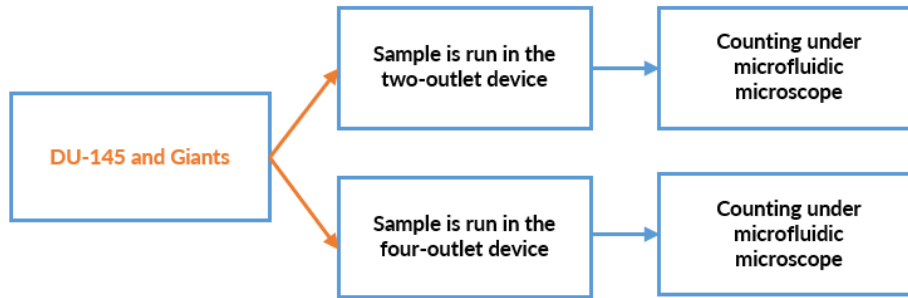 DU-145 and Giants
Sample is run in the
two-outlet device
Counting under
microfluidic
microscope
Sample is run in the
four-outlet device
Counting under
microfluidic
microscope